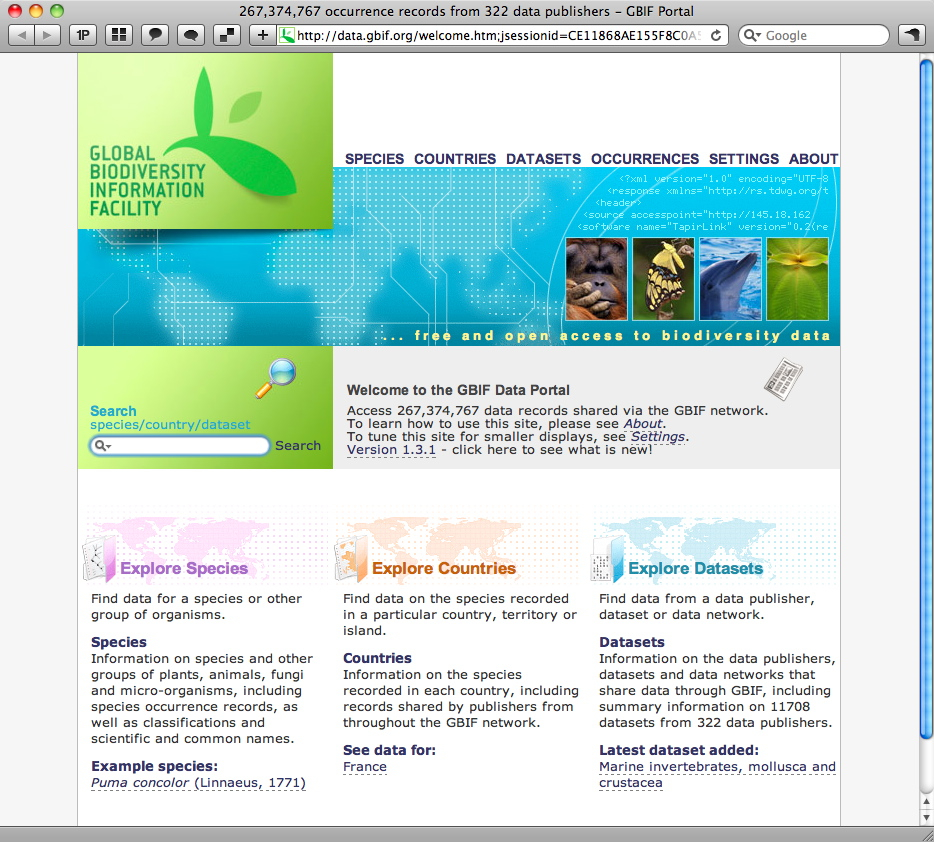 267,374,767 occurrence records from 322 data publishers – GBIF Portal
1P
http://data.gbif.org/welcome.htm;jsessionid=CE11868AE155F8C0A5
Google
GLOBAL
BIODIVERSITY
INFORMATION
FACILITY
SPECIES COUNTRIES DATASETS OCCURRENCES SETTINGS ABOUT
<?xml version="1.0" encoding="UTF-8
<response xmlns="http://rs.tdwg.org/t
<header>
<source accesspoint="http://145.18.162
<software name="TapirLink" version="0.2(re
... free and open access to biodiversity data
Search
species/country/dataset
Search
Welcome to the GBIF Data Portal
Access 267,374,767 data records shared via the GBIF network.
To learn how to use this site, please see About.
To tune this site for smaller displays, see Settings.
Version 1.3.1 - click here to see what is new!
Explore Species
Find data for a species or other
group of organisms.
Species
Information on species and other
groups of plants, animals, fungi
and micro-organisms, including
species occurrence records, as
well as classifications and
scientific and common names.
Example species:
Puma concolor (Linnaeus, 1771)
Explore Countries
Find data on the species recorded
in a particular country, territory or
island.
Countries
Information on the species
recorded in each country, including
records shared by publishers from
throughout the GBIF network.
See data for:
France
Explore Datasets
Find data from a data publisher,
dataset or data network.
Datasets
Information on the data publishers,
datasets and data networks that
share data through GBIF, including
summary information on 11708
datasets from 322 data publishers.
Latest dataset added:
Marine invertebrates, mollusca and
crustacea